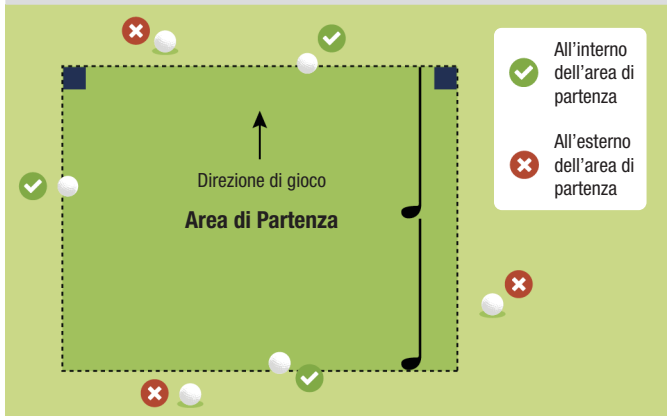 All'interno
dell'area di
partenza
All'esterno
dell'area di
partenza
Direzione di gioco
Area di Partenza